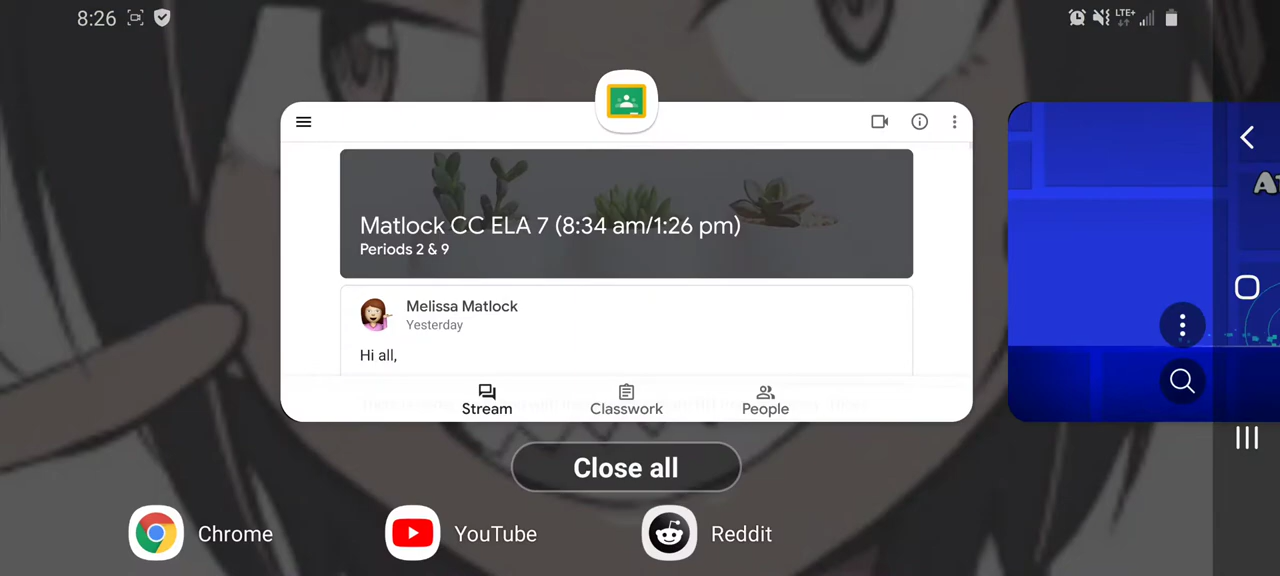 8:26
LTE+
Matlock CC ELA 7 (8:34 am/1:26 pm)
Periods 2 & 9
Melissa Matlock
Yesterday
Hi all,
Stream
Classwork
People
Close all
Chrome
YouTube
Reddit